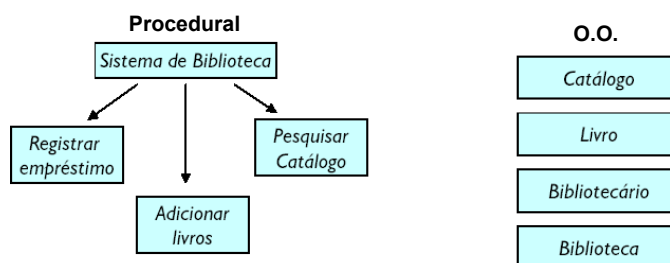 Procedural
Sistema de Biblioteca
Registrar
empréstimo
Adicionar
livros
Pesquisar
Catálogo
O.O.
Catálogo
Livro
Bibliotecário
Biblioteca